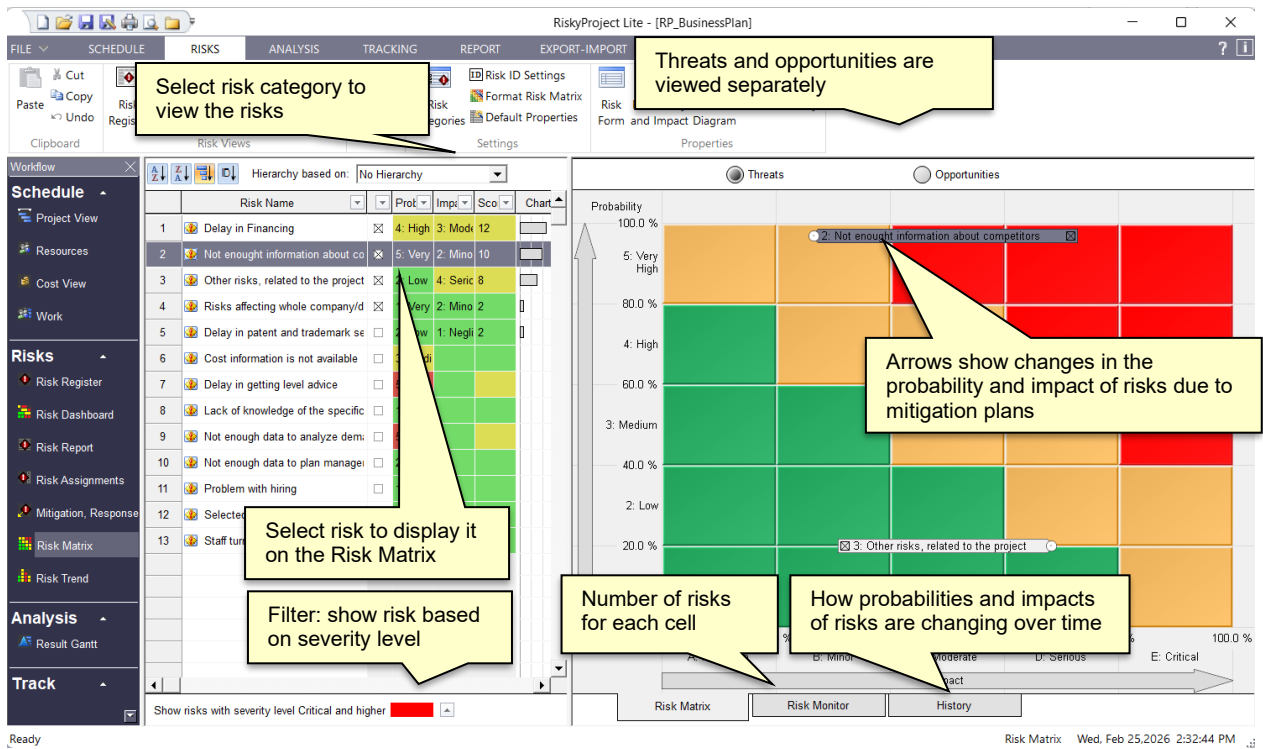 RiskyProject Lite - [RP_BusinessPlan]
FILE SCHEDULE RISKS ANALYSIS TRACKING REPORT EXPORT-IMPORT
Threats and opportunities are
viewed separately
Select risk category to
view the risks
Paste
Cut
Copy
Undo
Clipboard
Risk Views
Risk ID Settings
Format Risk Matrix
Default Properties
Settings
Risk
Form and Impact Diagram
Properties
Workflow
Schedule
Project View
Resources
Cost View
Work
Risks
Risk Register
Risk Dashboard
Risk Report
Risk Assignments
Mitigation, Response
Risk Matrix
Risk Trend
Analysis
Result Gantt
Track
Hierarchy based on: No Hierarchy
Risk Name Prob Impa Sco Chart
1 Delay in Financing 4: High 3: Mode 12
2 Not enought information about co 5: Very 2: Mino 10
3 Other risks, related to the project Low 4: Serio 8
4 Risks affecting whole company/d Very 2: Mino 2
5 Delay in patent and trademark se 1: Negli 2
6 Cost information is not available
7 Delay in getting level advice
8 Lack of knowledge of the specific
9 Not enough data to analyze dem
10 Not enough data to plan manage
11 Problem with hiring
12 Selected
13 Staff turn
Select risk to display it
on the Risk Matrix
Filter: show risk based
on severity level
Show risks with severity level Critical and higher
Threats Opportunities
Probability
100.0 %
2: Not enought information about competitors
5: Very
High
80.0 %
4: High
Arrows show changes in the
probability and impact of risks due to
mitigation plans
60.0 %
3: Medium
40.0 %
2: Low
20.0 %
3: Other risks, related to the project
Number of risks
for each cell
How probabilities and impacts
of risks are changing over time
100.0 %
B: Minor Moderate D: Serious E: Critical
Risk Matrix Risk Monitor History
Ready
Risk Matrix Wed, Feb 25,2026 2:32:44 PM